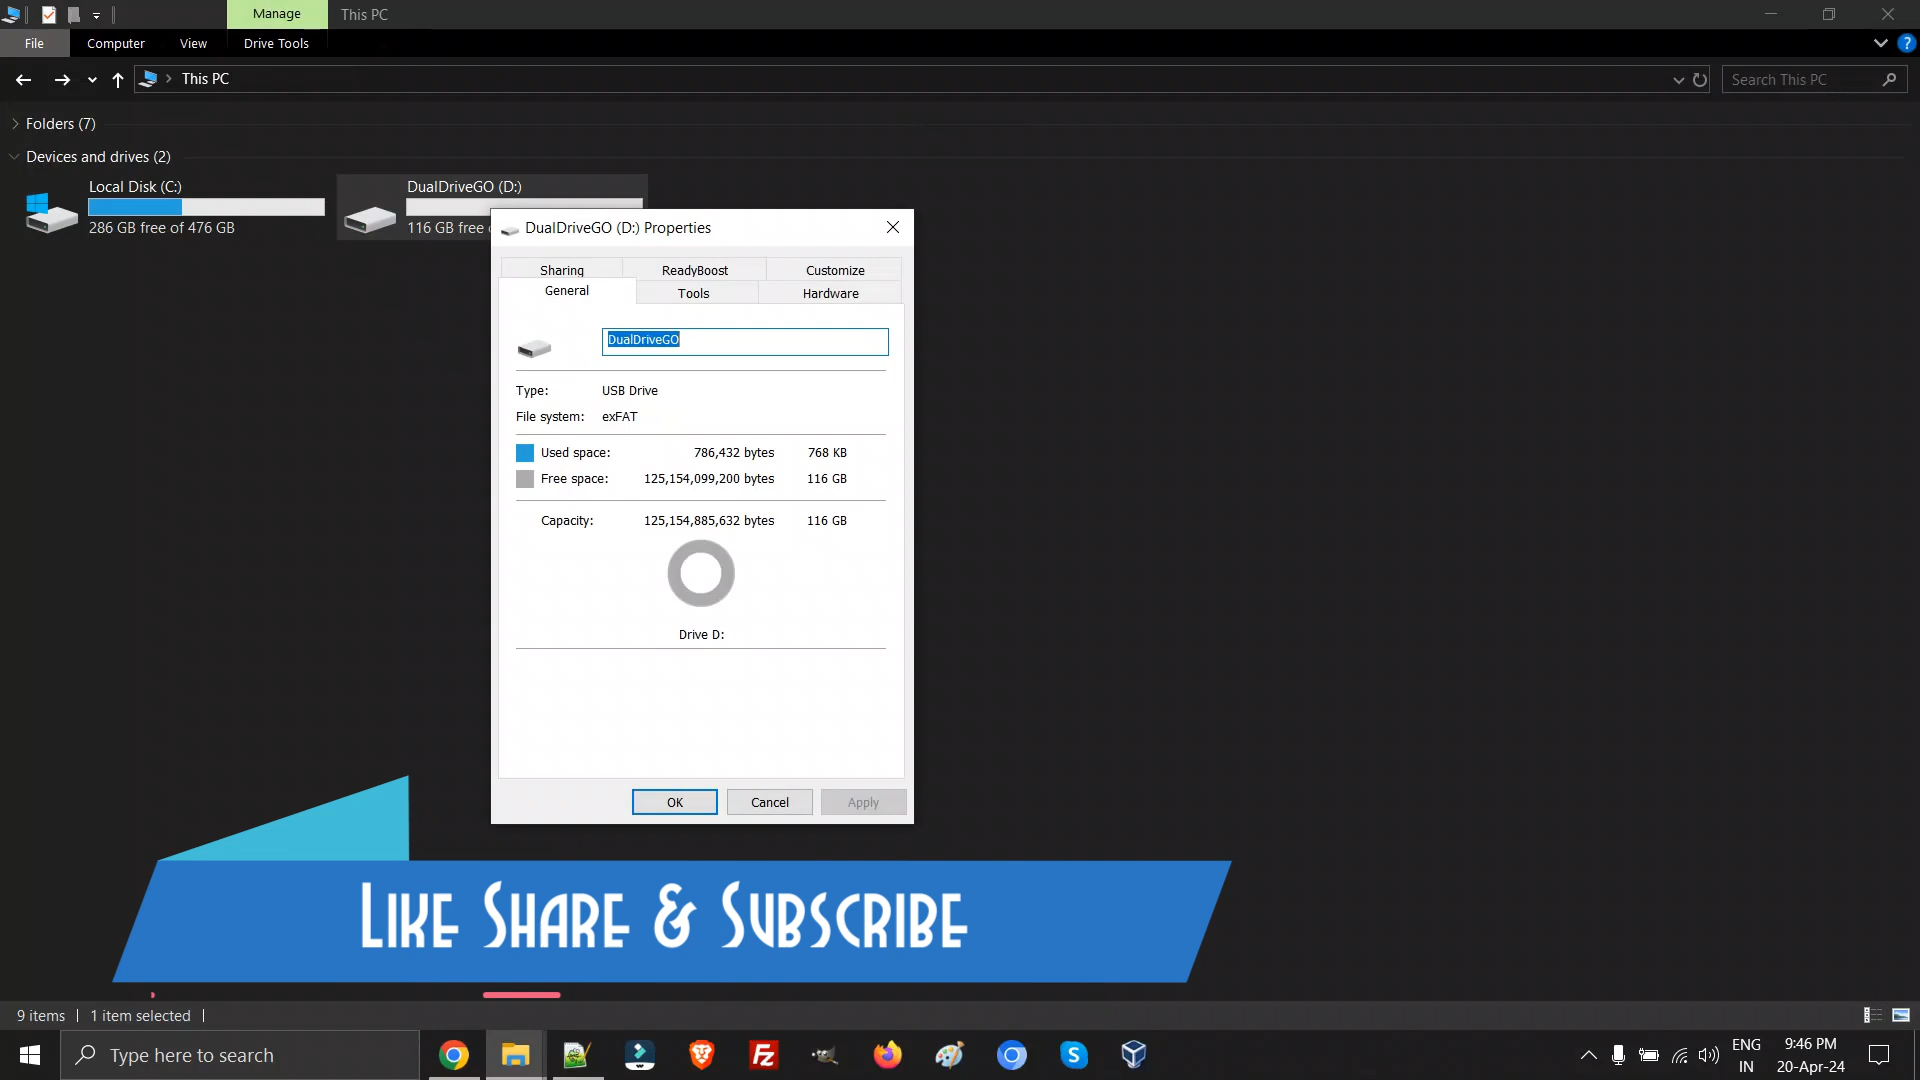 Manage
This PC
File
Computer
View
Drive Tools
?
This PC
Search This PC
Folders (7)
Devices and drives (2)
Local Disk (C:)
286 GB free of 476 GB
DualDriveGO (D:)
116 GB free
DualDriveGO (D:) Properties
Sharing
ReadyBoost
Customize
General
Tools
Hardware
DualDriveGO
Type: USB Drive
File system: exFAT
Used space: 786,432 bytes 768 KB
Free space: 125,154,099,200 bytes 116 GB
Capacity: 125,154,885,632 bytes 116 GB
Drive D:
OK
Cancel
Apply
Like Share & Subscribe
9 items
1 item selected
Type here to search
Fz
S
ENG
IN
9:46 PM
20-Apr-24